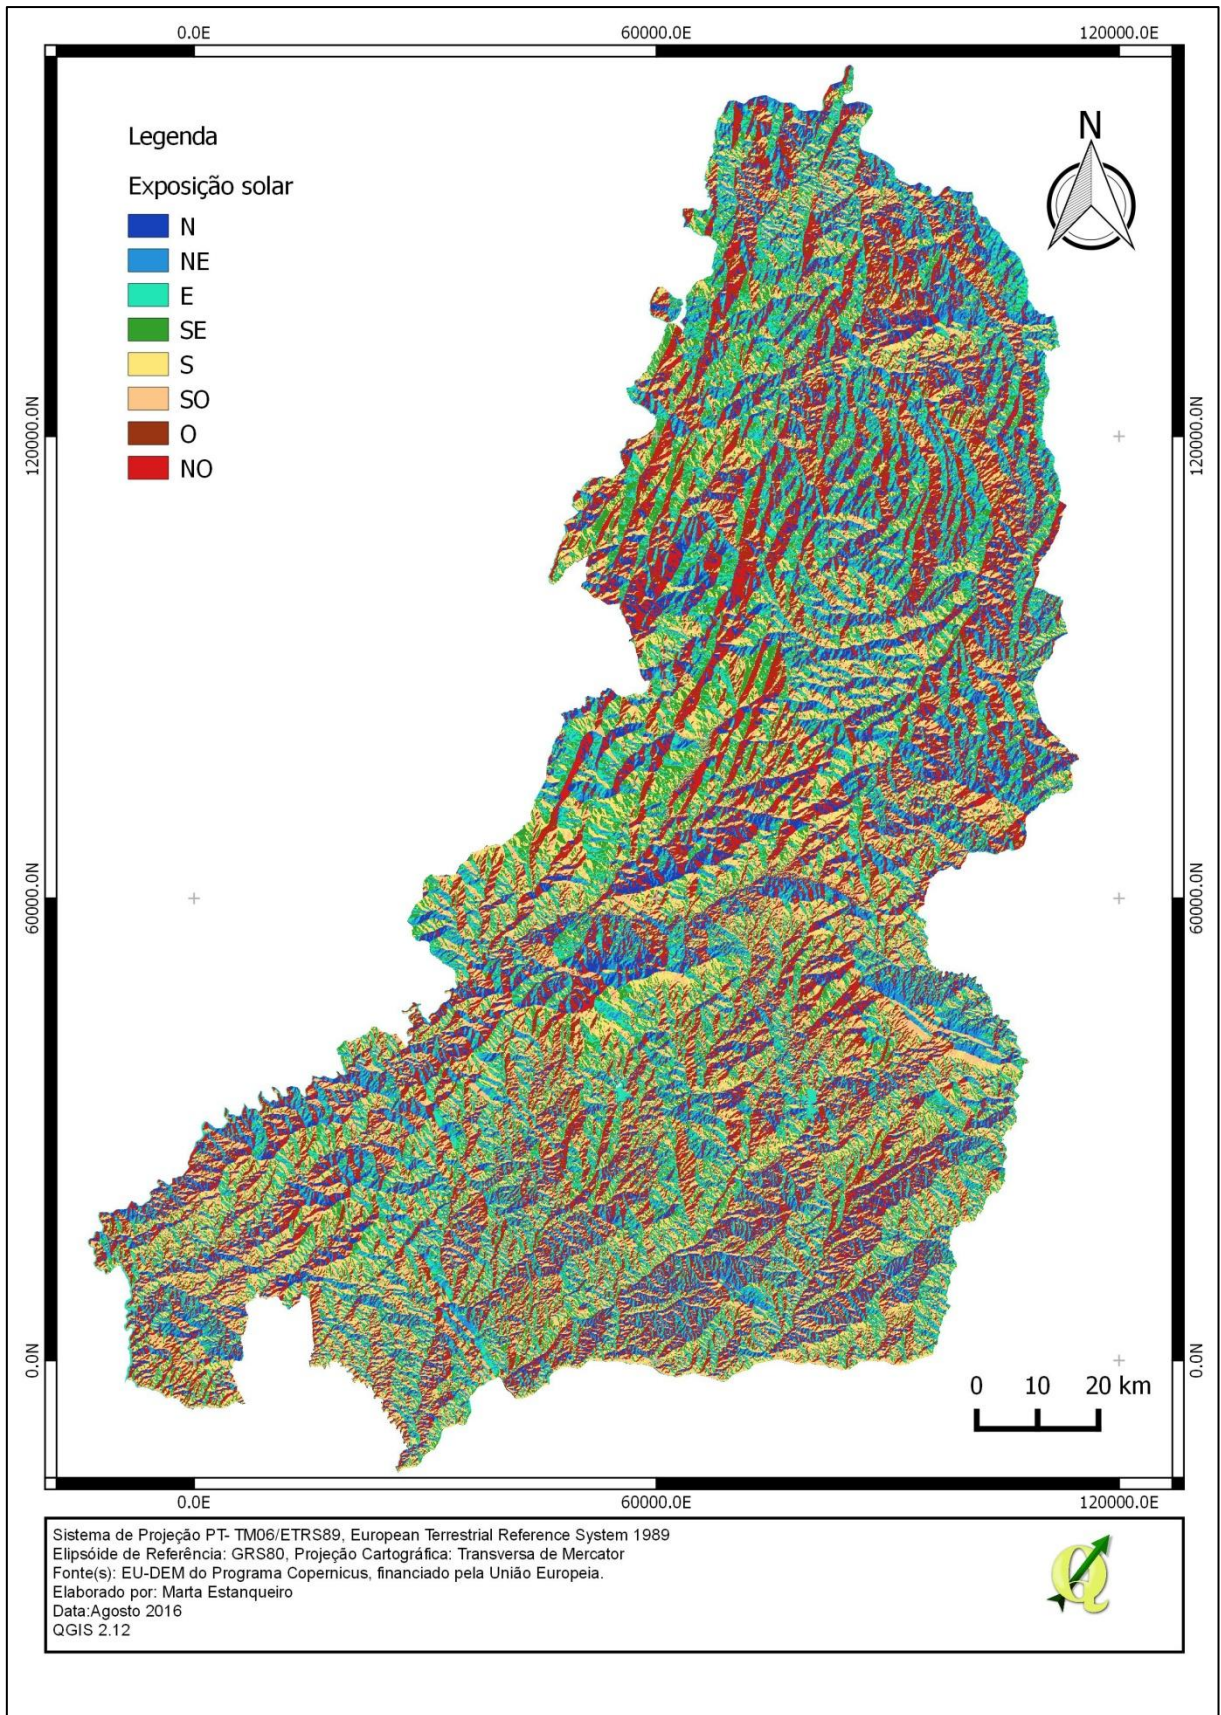 0.0E 60000.0E 120000.0E
Legenda
N
Exposição solar
N
NE
E
SE
S
SO
O
NO
120000.0N 120000.0N
60000.0N 60000.0N
0.0N 0.0N
0 10 20 km
0.0E 60000.0E 120000.0E
Sistema de Projeção PT- TM06/ETRS89, European Terrestrial Reference System 1989
Elipsóide de Referência: GRS80, Projeção Cartográfica: Transversa de Mercator
Fonte(s): EU-DEM do Programa Copernicus, financiado pela União Europeia.
Elaborado por: Marta Estanqueiro
Data:Agosto 2016
QGIS 2.12